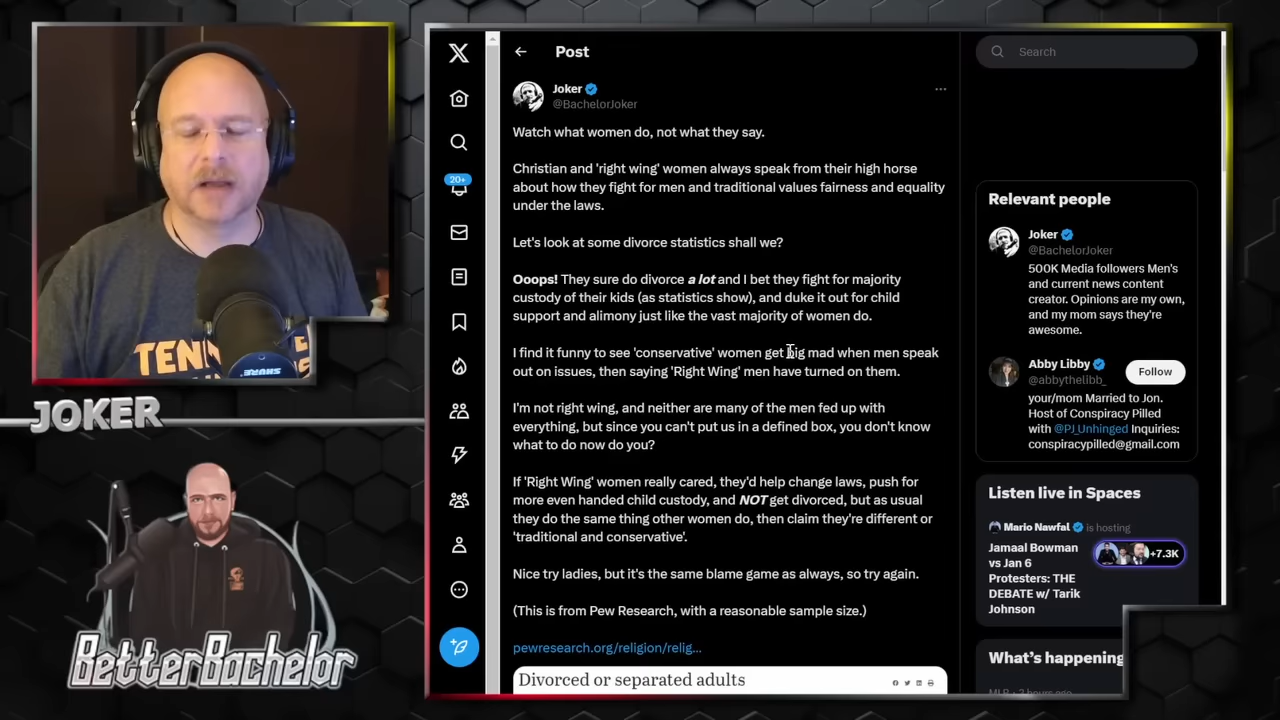 Post
Search
Joker
@BachelorJoker
Watch what women do, not what they say.
Christian and 'right wing' women always speak from their high horse
about how they fight for men and traditional values fairness and equality
under the laws.
Let's look at some divorce statistics shall we?
Ooops! They sure do divorce a lot and I bet they fight for majority
custody of their kids (as statistics show), and duke it out for child
support and alimony just like the vast majority of women do.
I find it funny to see 'conservative' women get big mad when men speak
out on issues, then saying 'Right Wing' men have turned on them.
I'm not right wing, and neither are many of the men fed up with
everything, but since you can't put us in a defined box, you don't know
what to do now do you?
If 'Right Wing' women really cared, they'd help change laws, push for
more even handed child custody, and NOT get divorced, but as usual
they do the same thing other women do, then claim they're different or
'traditional and conservative'.
Nice try ladies, but it's the same blame game as always, so try again.
(This is from Pew Research, with a reasonable sample size.)
pewresearch.org/religion/relig...
Divorced or separated adults
20+
Relevant people
Joker
@BachelorJoker
500K Media followers Men's
and current news content
creator. Opinions are my own,
and my mom says they're
awesome.
Abby Libby
@abbythelibb_
Follow
your/mom Married to Jon.
Host of Conspiracy Pilled
with @PJ_Unhinged Inquiries:
conspiracypilled@gmail.com
Listen live in Spaces
Mario Nawfal is hosting
Jamaal Bowman
vs Jan 6
Protesters: THE
DEBATE w/ Tarik
Johnson
+7.3K
What's happening
TENN
SHURE
JOKER
BetterBachelor